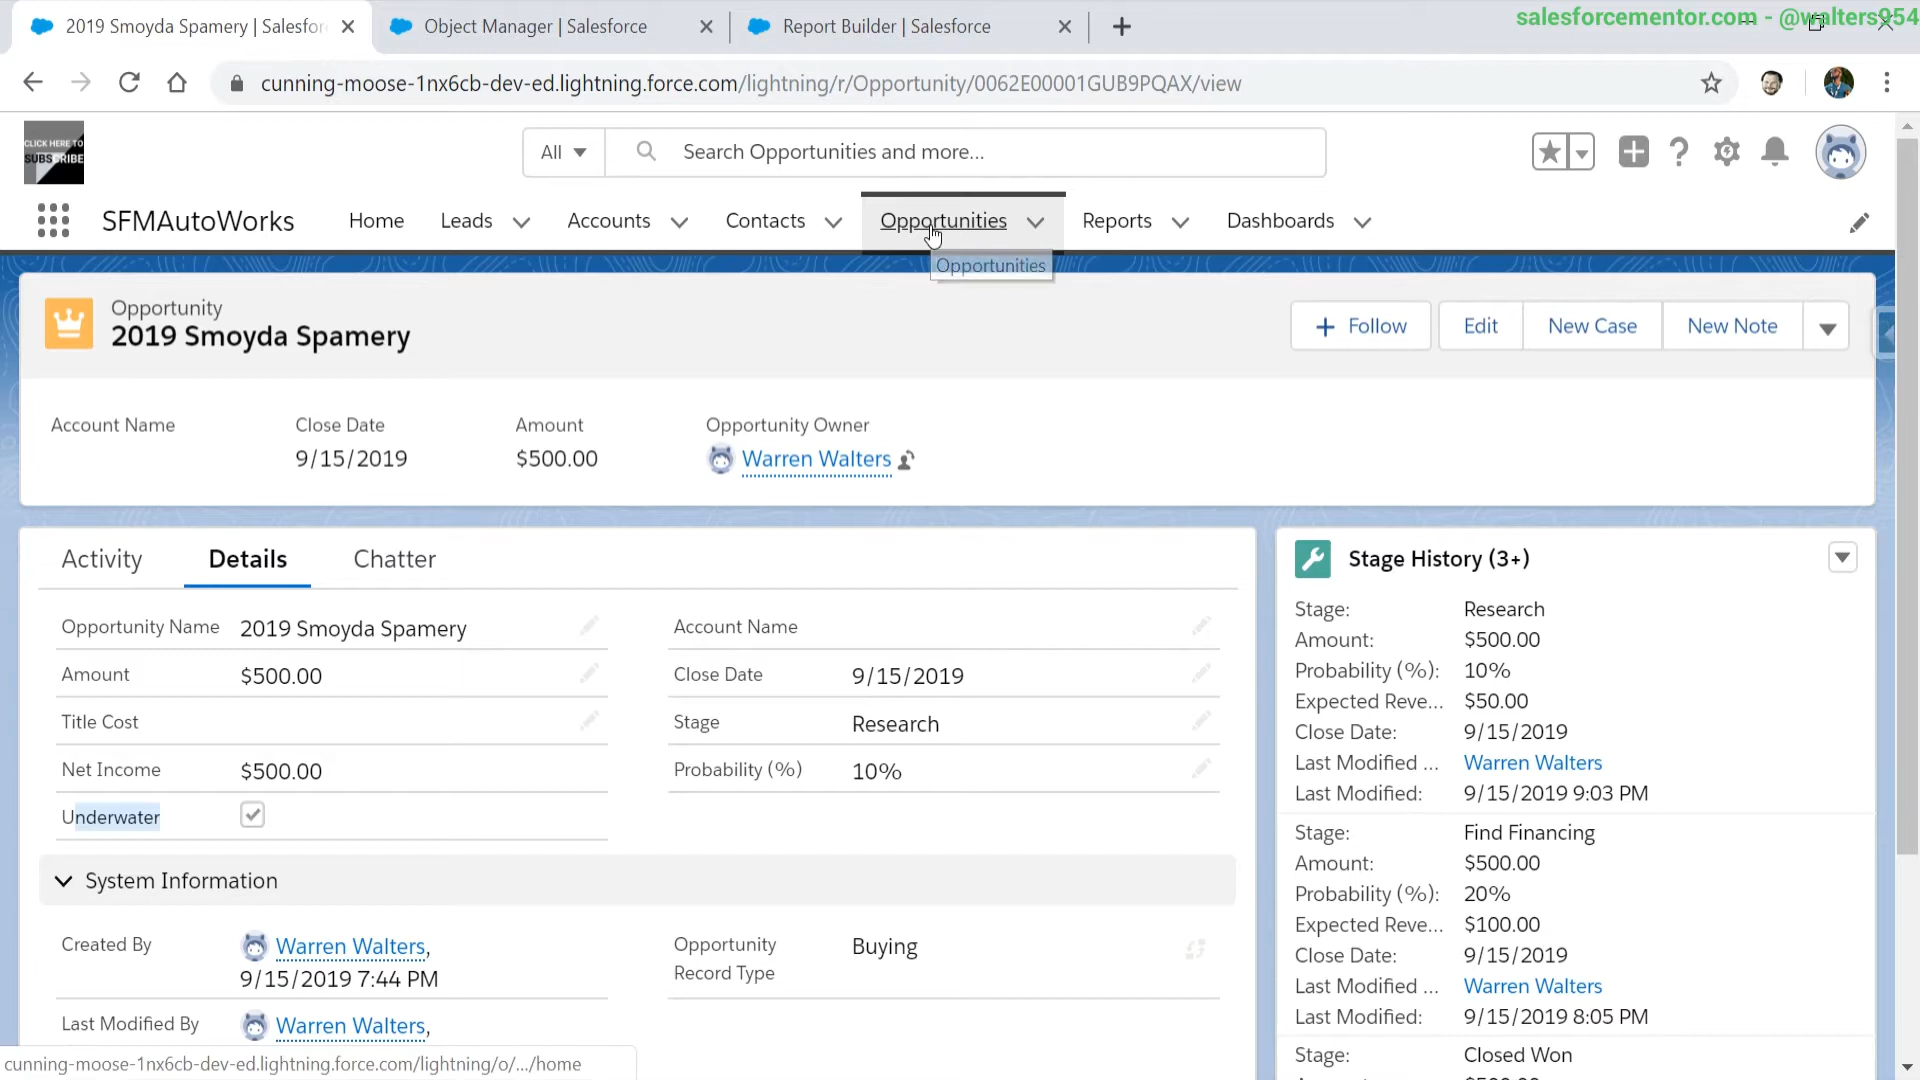 2019 Smoyda Spamery | Salesfor
Object Manager | Salesforce
Report Builder | Salesforce
salesforcementor.com - @walters954
cunning-moose-1nx6cb-dev-ed.lightning.force.com/lightning/r/Opportunity/0062E00001GUB9PQAX/view
CLICK HERE TO
SUBSCRIBE
All
Search Opportunities and more...
SFMAutoWorks
Home
Leads
Accounts
Contacts
Opportunities
Reports
Dashboards
Opportunities
Opportunity
2019 Smoyda Spamery
Follow
Edit
New Case
New Note
Account Name
Close Date
9/15/2019
Amount
$500.00
Opportunity Owner
Warren Walters
Activity
Details
Chatter
Opportunity Name
2019 Smoyda Spamery
Account Name
Amount
$500.00
Close Date
9/15/2019
Title Cost
Stage
Research
Net Income
$500.00
Probability (%)
10%
Underwater
System Information
Created By
Warren Walters,
9/15/2019 7:44 PM
Opportunity
Record Type
Buying
Last Modified By
Warren Walters,
Stage History (3+)
Stage: Research
Amount: $500.00
Probability (%): 10%
Expected Reve... $50.00
Close Date: 9/15/2019
Last Modified ... Warren Walters
Last Modified: 9/15/2019 9:03 PM
Stage: Find Financing
Amount: $500.00
Probability (%): 20%
Expected Reve... $100.00
Close Date: 9/15/2019
Last Modified ... Warren Walters
Last Modified: 9/15/2019 8:05 PM
Stage: Closed Won
cunning-moose-1nx6cb-dev-ed.lightning.force.com/lightning/o/.../home